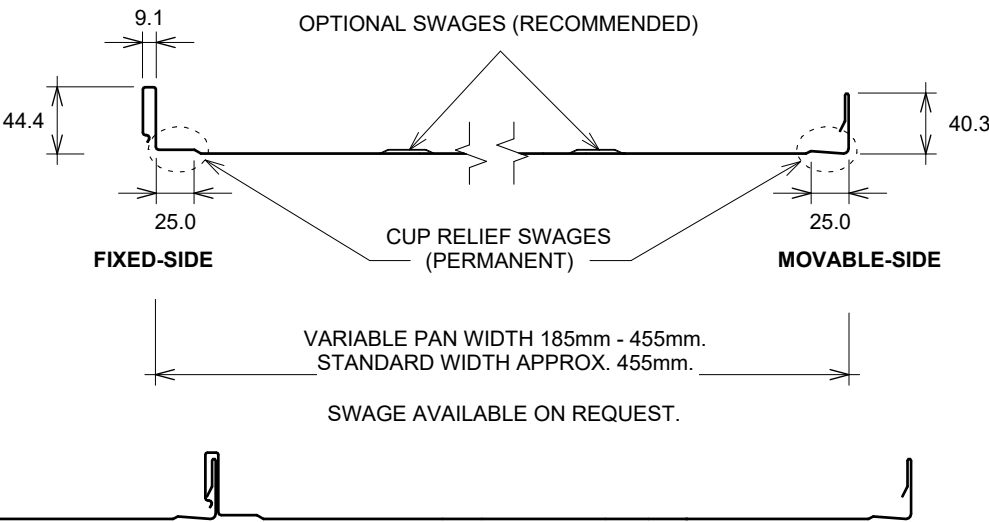 9.1
OPTIONAL SWAGES (RECOMMENDED)
44.4
40.3
25.0
25.0
CUP RELIEF SWAGES
(PERMANENT)
FIXED-SIDE
MOVABLE-SIDE
VARIABLE PAN WIDTH 185mm - 455mm.
STANDARD WIDTH APPROX. 455mm.
SWAGE AVAILABLE ON REQUEST.